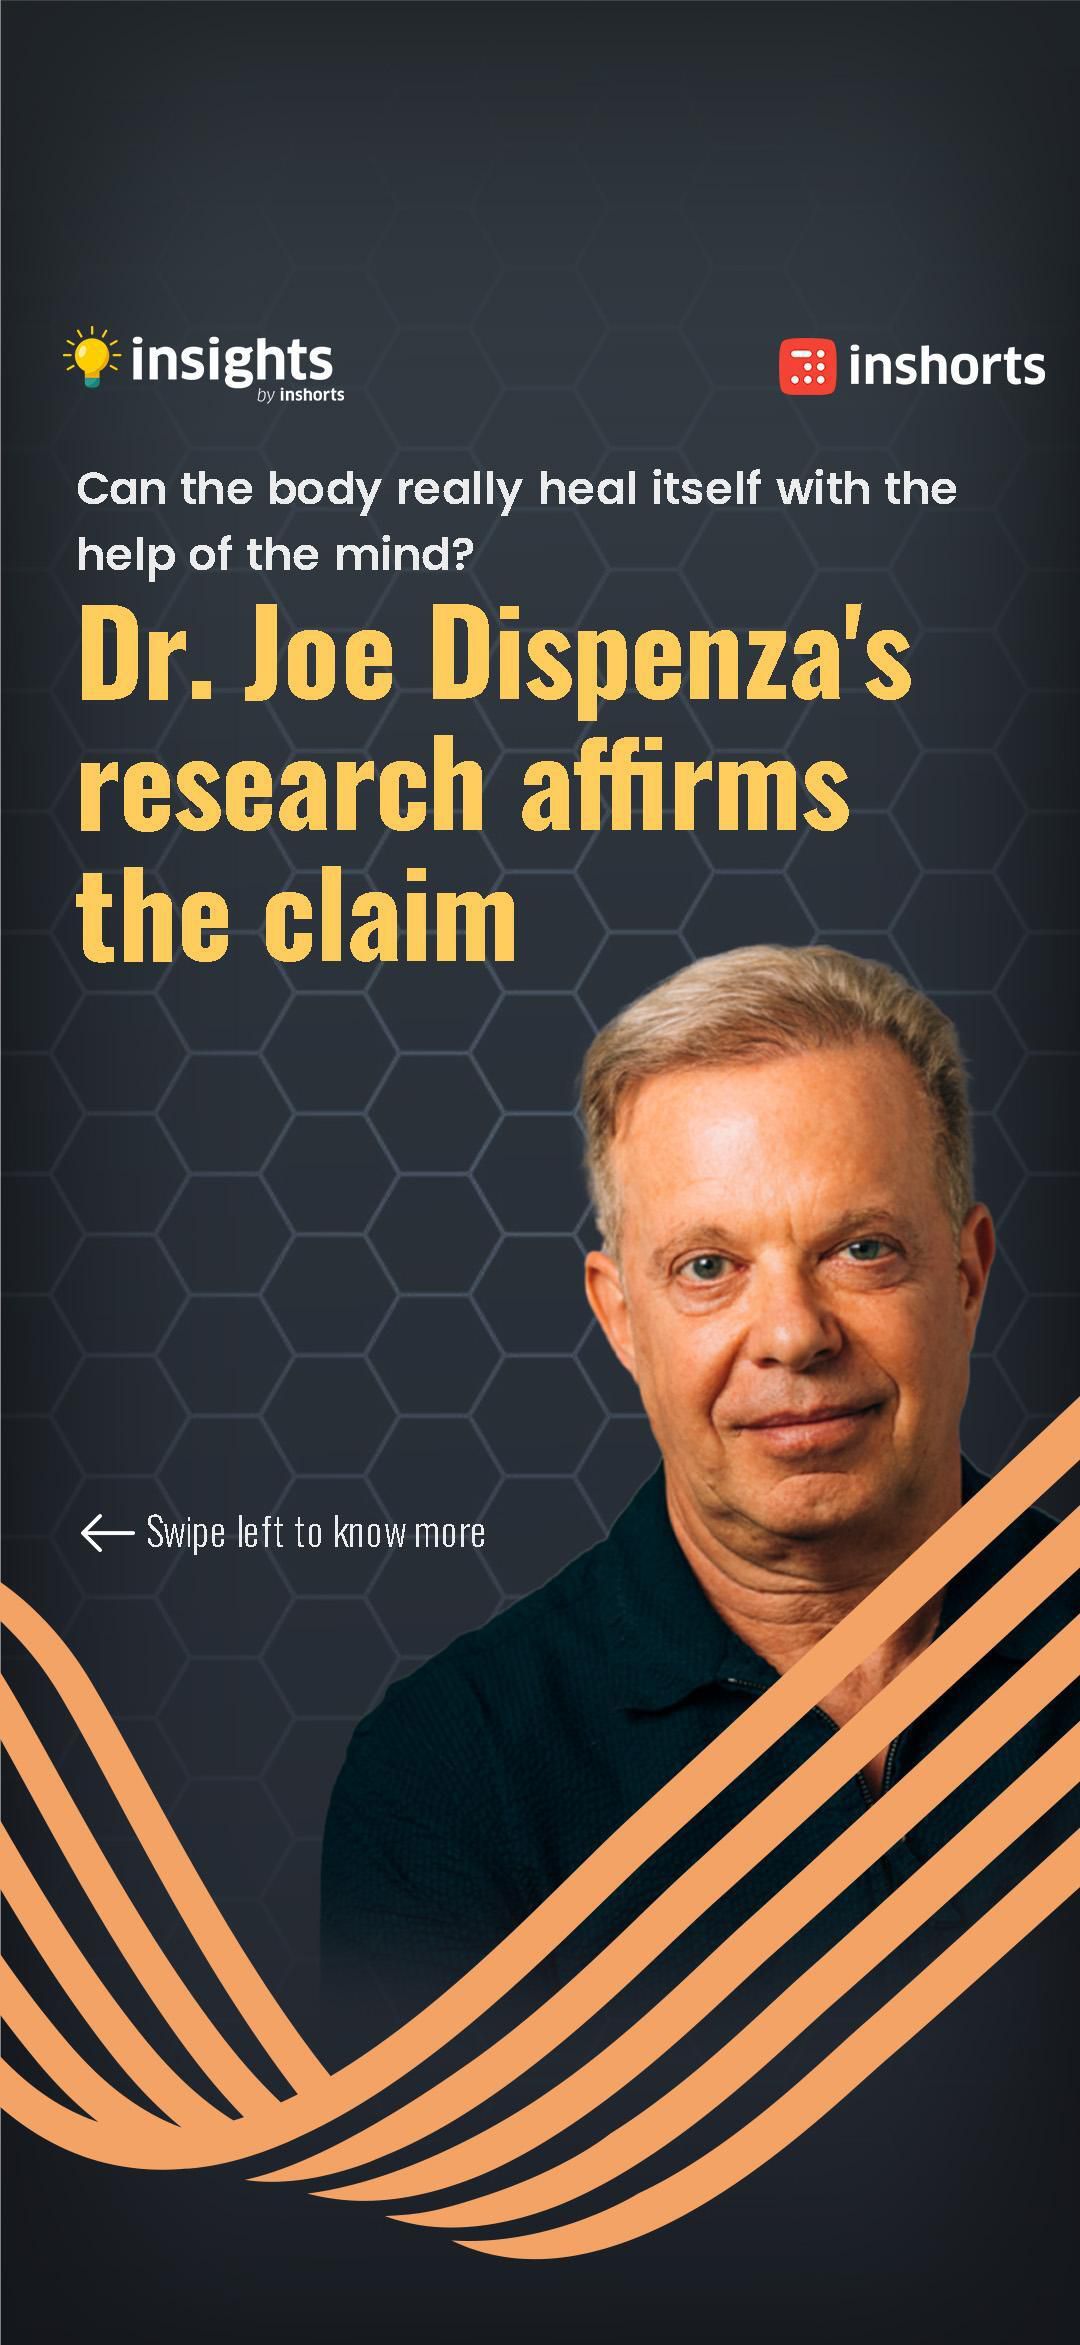 insights
by inshorts
inshorts
Can the body really heal itself with the
help of the mind?
Dr. Joe Dispenza's
research affirms
the claim
Swipe left to know more